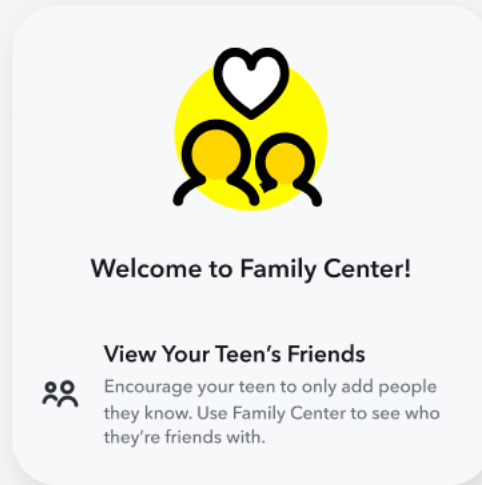 Welcome to Family Center!
View Your Teen’s Friends
Encourage your teen to only add people
they know. Use Family Center to see who
they’re friends with.